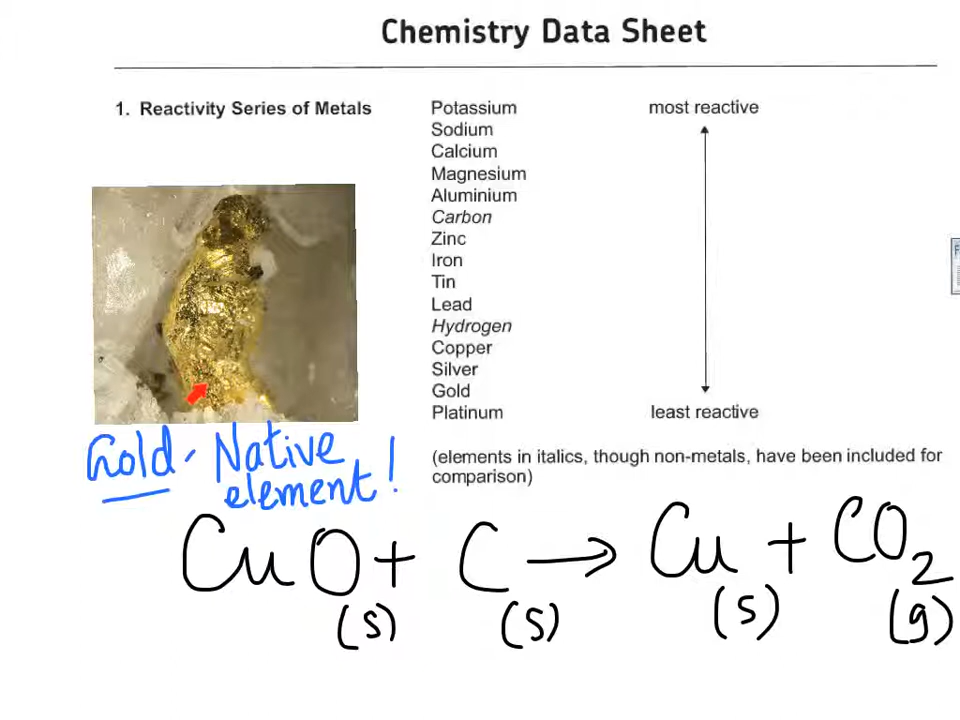 Chemistry Data Sheet
1. Reactivity Series of Metals
Potassium most reactive
Sodium
Calcium
Magnesium
Aluminium
Carbon
Zinc
Iron
Tin
Lead
Hydrogen
Copper
Silver
Gold
Platinum least reactive
(elements in italics, though non-metals, have been included for
comparison)
Gold - Native
element!
CuO + C → Cu + CO₂
(s) (s) (s) (g)